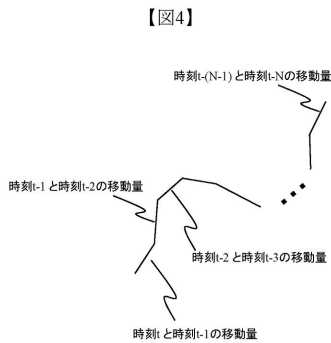 【図4】
時刻t-(N-1) と時刻t-Nの移動量
時刻t-1 と時刻t-2の移動量
時刻t-2 と時刻t-3の移動量
時刻t と時刻t-1の移動量